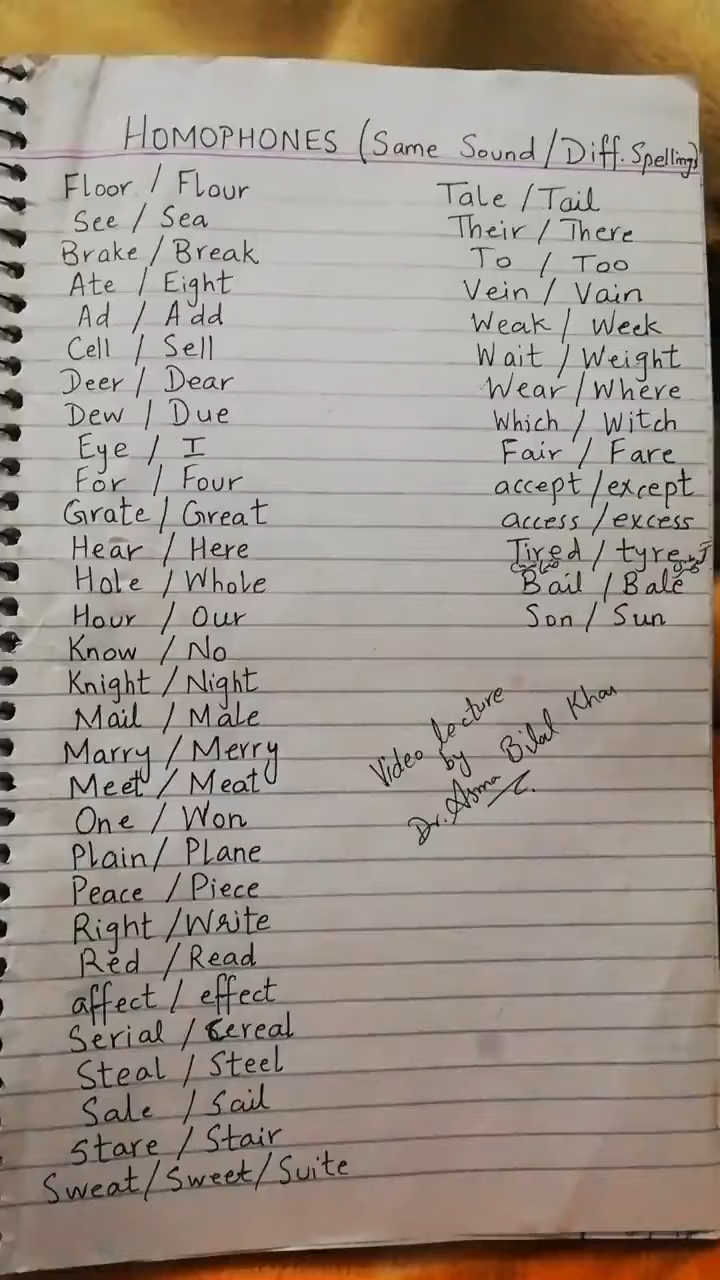 HOMOPHONES (Same Sound/Diff. Spelling)
Floor / Flour
See / Sea
Brake / Break
Ate / Eight
Ad / Add
Cell / Sell
Deer / Dear
Dew / Due
Eye / I
For / Four
Grate / Great
Hear / Here
Hole / Whole
Hour / Our
Know / No
Knight / Night
Mail / Male
Marry / Merry
Meet / Meat
One / Won
Plain / Plane
Peace / Piece
Right / Write
Red / Read
affect / effect
Serial / Cereal
Steal / Steel
Sale / Sail
Stare / Stair
Sweat/Sweet/Suite
Tale / Tail
Their / There
To / Too
Vein / Vain
Weak / Week
Wait / Weight
Wear / Where
Which / Witch
Fair / Fare
accept / except
access / excess
Tired / tyre
Bail / Bale
Son / Sun
Video lecture
by
Dr. Asma Bilal Khan